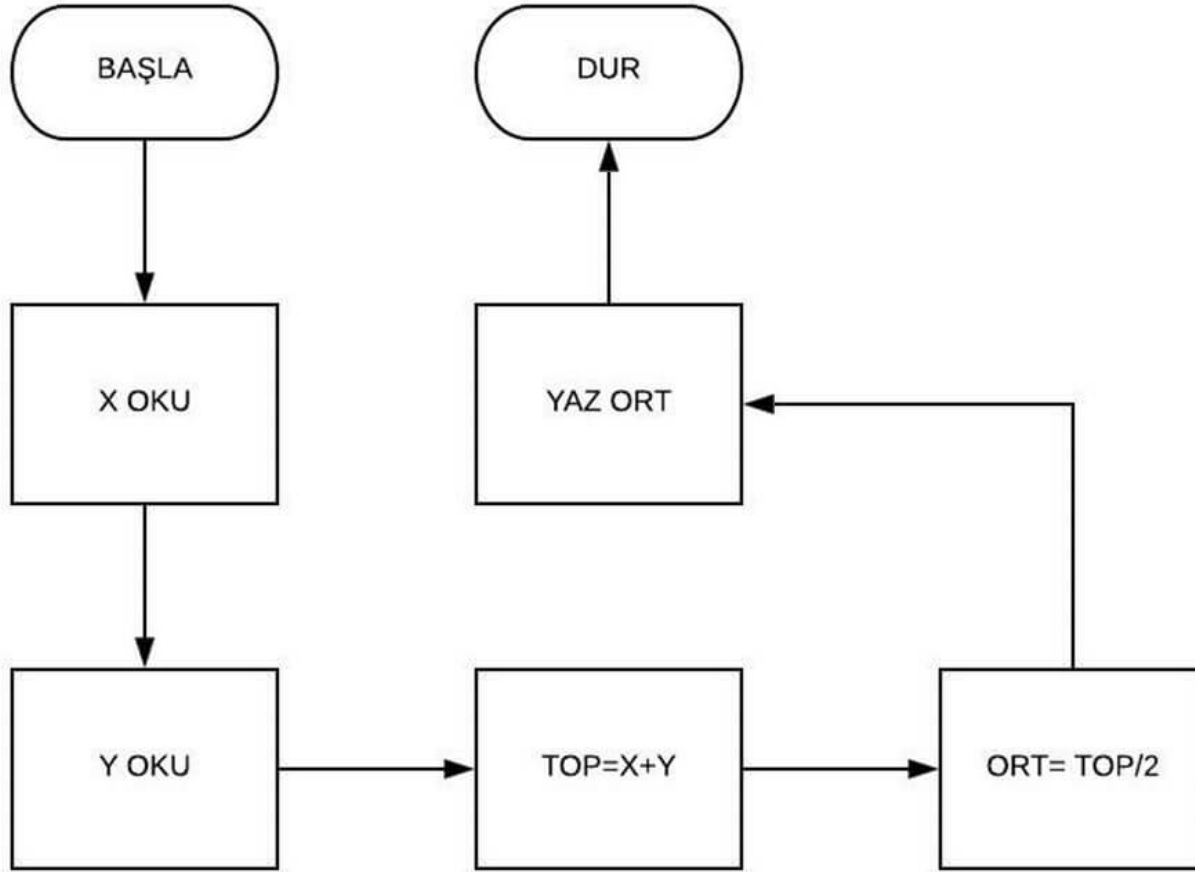 BAŞLA
X OKU
Y OKU
TOP=X+Y
ORT= TOP/2
YAZ ORT
DUR